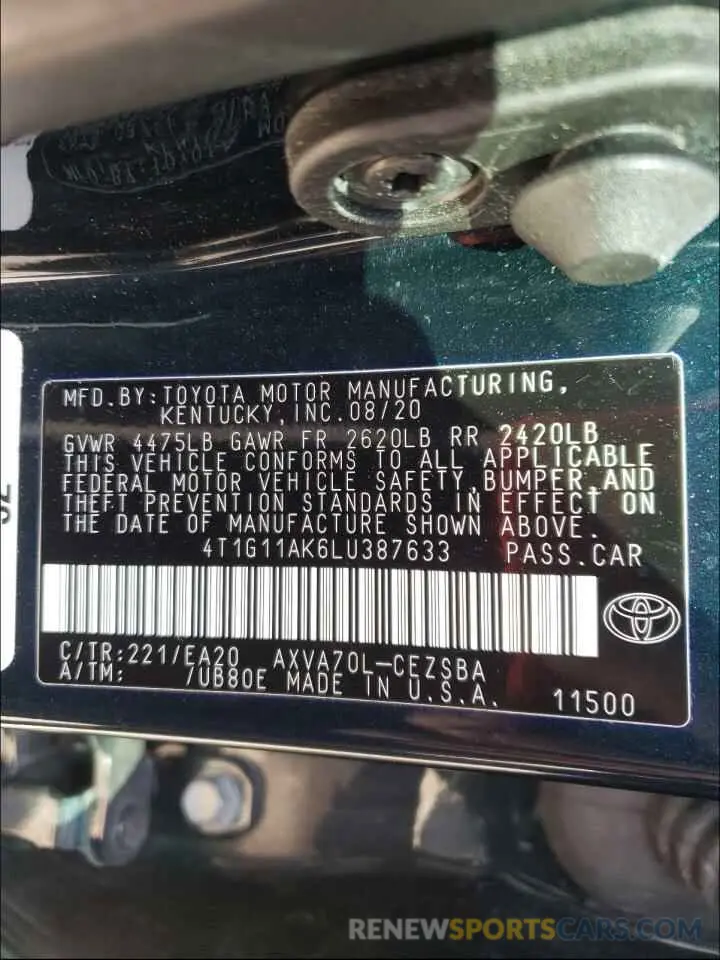 MFD. BY: TOYOTA MOTOR MANUFACTURING,
KENTUCKY, INC. 08/20
GVWR 4475LB GAWR FR 2620LB RR 2420LB
THIS VEHICLE CONFORMS TO ALL APPLICABLE
FEDERAL MOTOR VEHICLE SAFETY, BUMPER, AND
THEFT PREVENTION STANDARDS IN EFFECT ON
THE DATE OF MANUFACTURE SHOWN ABOVE.
4T1G11AK6LU387633 PASS. CAR
C/TR: 221/EA20 AXVA70L-CEZSBA
A/TM: /UB80E MADE IN U.S.A. 11500
RENEWSPORTSCARS.COM